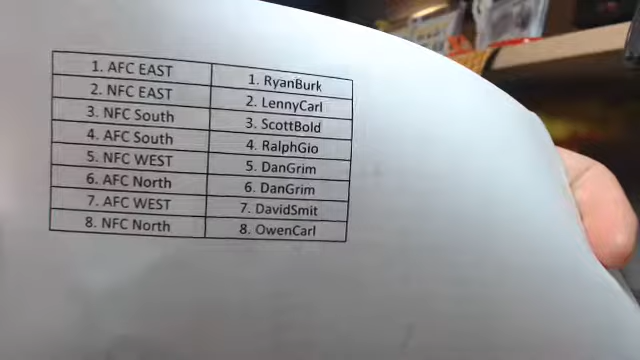 1. AFC EAST 1. RyanBurk
2. NFC EAST 2. LennyCarl
3. NFC South 3. ScottBold
4. AFC South 4. RalphGio
5. NFC WEST 5. DanGrim
6. AFC North 6. DanGrim
7. AFC WEST 7. DavidSmit
8. NFC North 8. OwenCarl